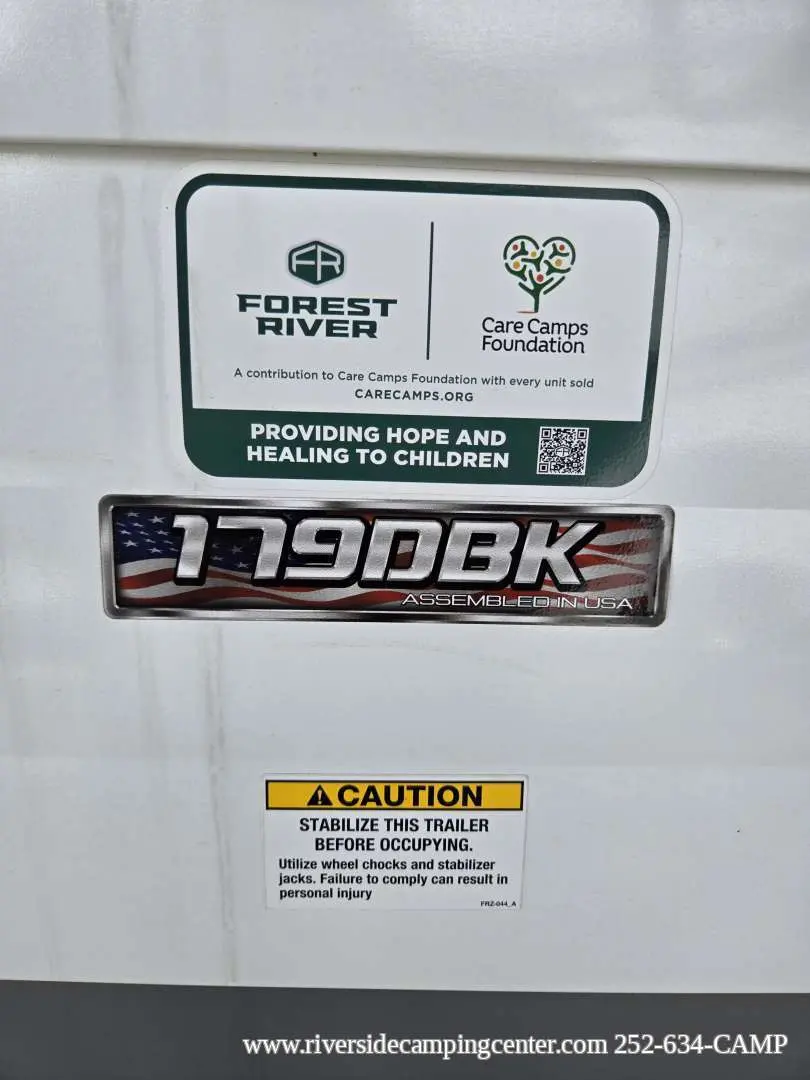 FR
FOREST
RIVER
Care Camps
Foundation
A contribution to Care Camps Foundation with every unit sold
CARECAMPS.ORG
PROVIDING HOPE AND
HEALING TO CHILDREN
179DBK
ASSEMBLED IN USA
CAUTION
STABILIZE THIS TRAILER
BEFORE OCCUPYING.
Utilize wheel chocks and stabilizer
jacks. Failure to comply can result in
personal injury
FRZ-044_A
www.riversidecampingcenter.com 252-634-CAMP